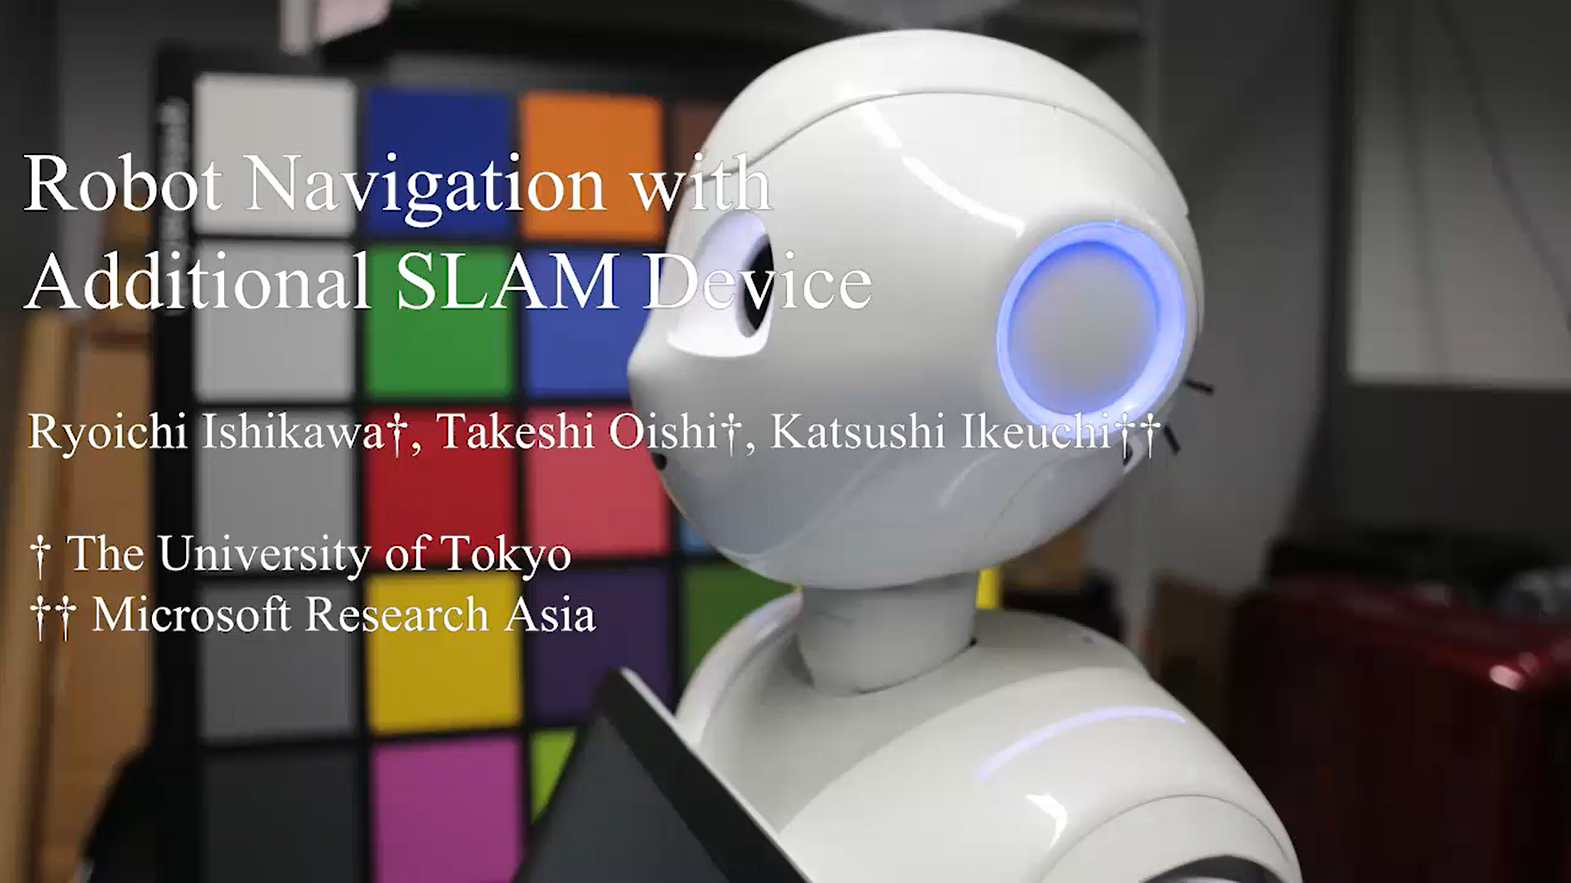 Robot Navigation with
Additional SLAM Device
Ryoichi Ishikawa†, Takeshi Oishi†, Katsushi Ikeuchi††
† The University of Tokyo
†† Microsoft Research Asia